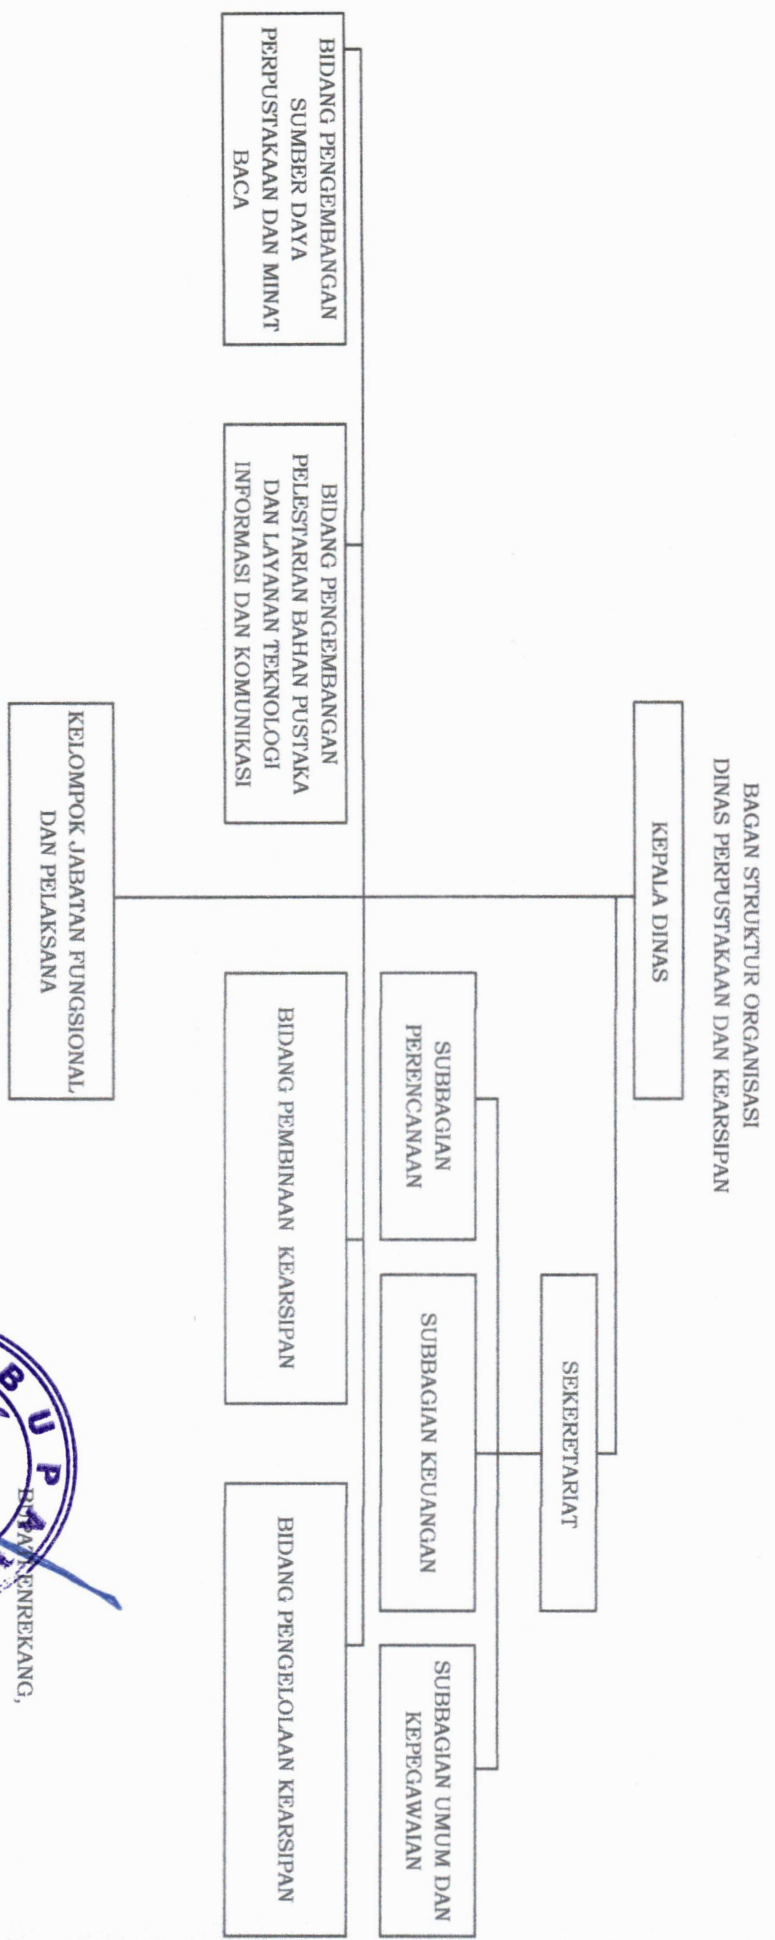 BAGAN STRUKTUR ORGANISASI
DINAS PERPUSTAKAAN DAN KEARSIPAN
KEPALA DINAS
SEKERETARIAT
SUBBAGIAN
PERENCANAAN
SUBBAGIAN KEUANGAN
SUBBAGIAN UMUM DAN
KEPEGAWAIAN
BIDANG PENGEMBANGAN
SUMBER DAYA
PERPUSTAKAAN DAN MINAT
BACA
BIDANG PENGEMBANGAN
PELESTARIAN BAHAN PUSTAKA
DAN LAYANAN TEKNOLOGI
INFORMASI DAN KOMUNIKASI
BIDANG PEMBINAAN KEARSIPAN
BIDANG PENGELOLAAN KEARSIPAN
KELOMPOK JABATAN FUNGSIONAL
DAN PELAKSANA
BUPATI ENREKANG,
BUPA